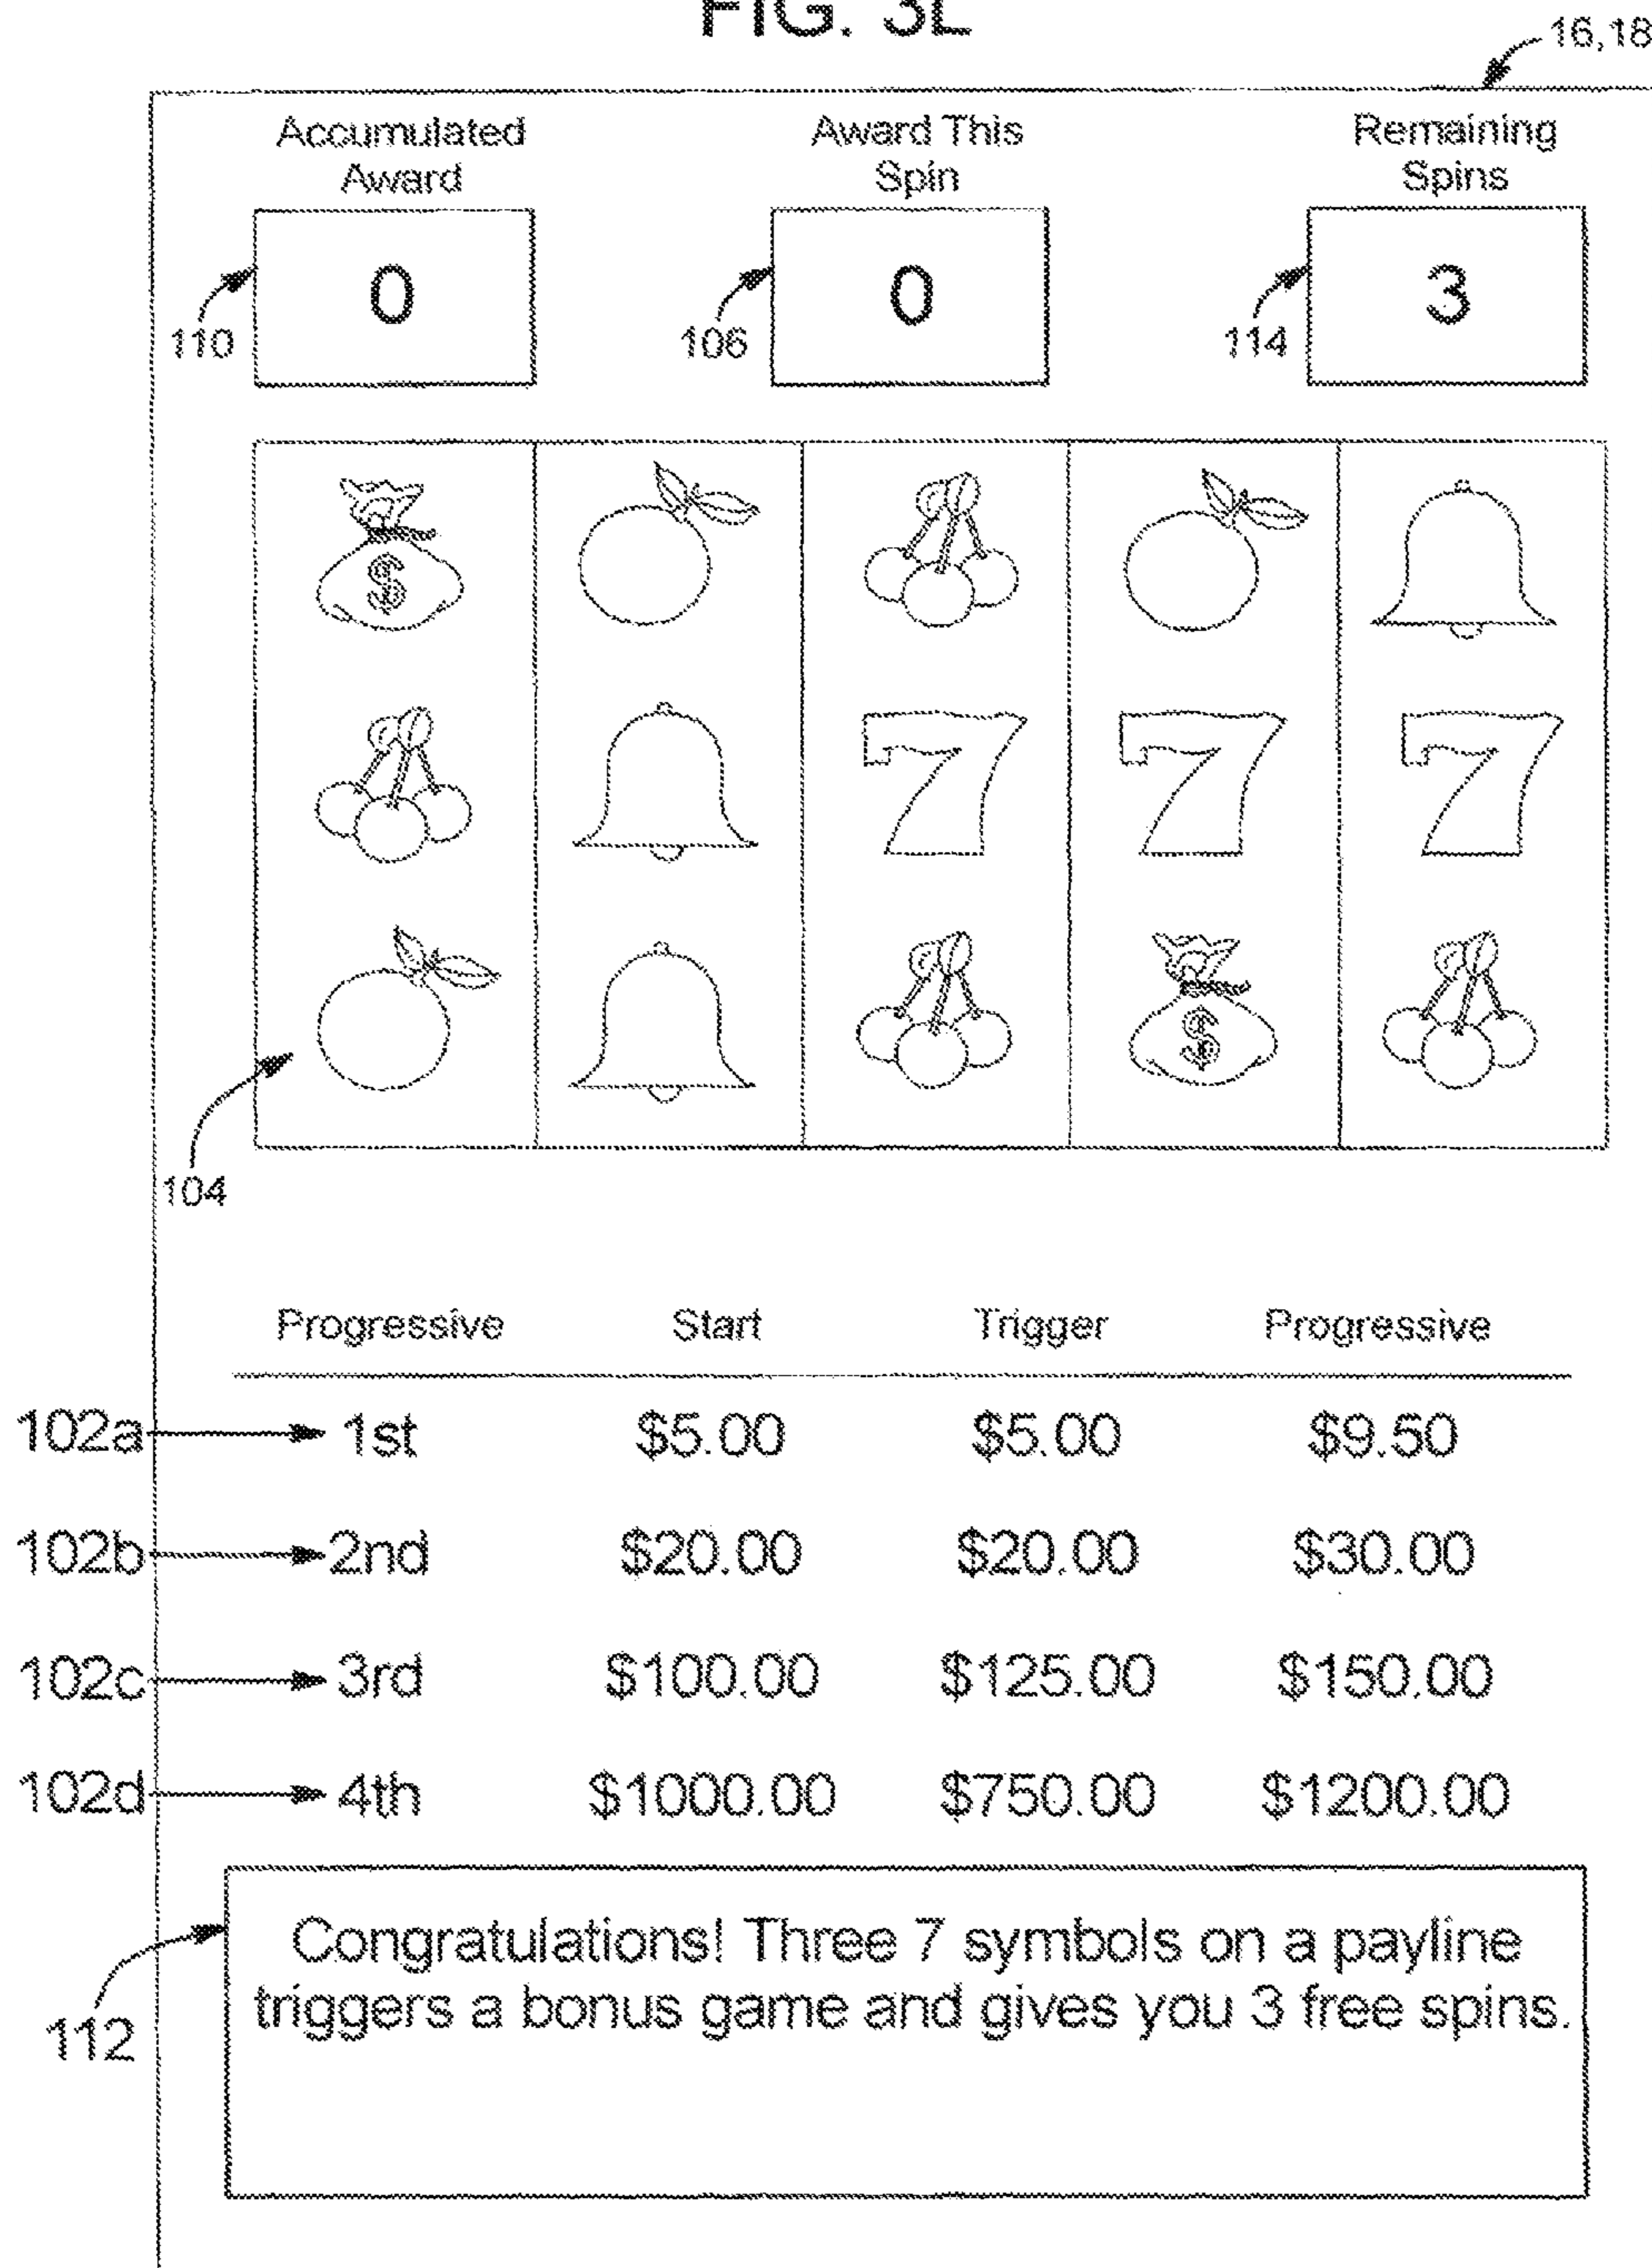 FIG. 3L
16,18
Accumulated Award This Remaining
Award Spin Spins
110 0 106 0 114 3
$
7 7 7
$
104
Progressive Start Trigger Progressive
102a 1st $5.00 $5.00 $9.50
102b 2nd $20.00 $20.00 $30.00
102c 3rd $100.00 $125.00 $150.00
102d 4th $1000.00 $750.00 $1200.00
Congratulations! Three 7 symbols on a payline
triggers a bonus game and gives you 3 free spins.
112